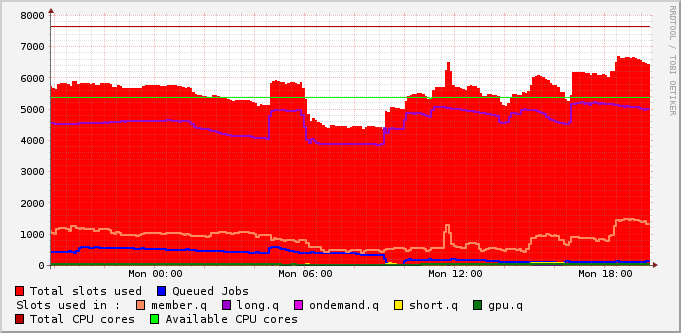 8000
7000
6000
5000
4000
3000
2000
1000
0
Mon 00:00 Mon 06:00 Mon 12:00 Mon 18:00
RRDTOOL / TOBI OETIKER
Total slots used Queued Jobs
Slots used in : member.q long.q ondemand.q short.q gpu.q
Total CPU cores Available CPU cores